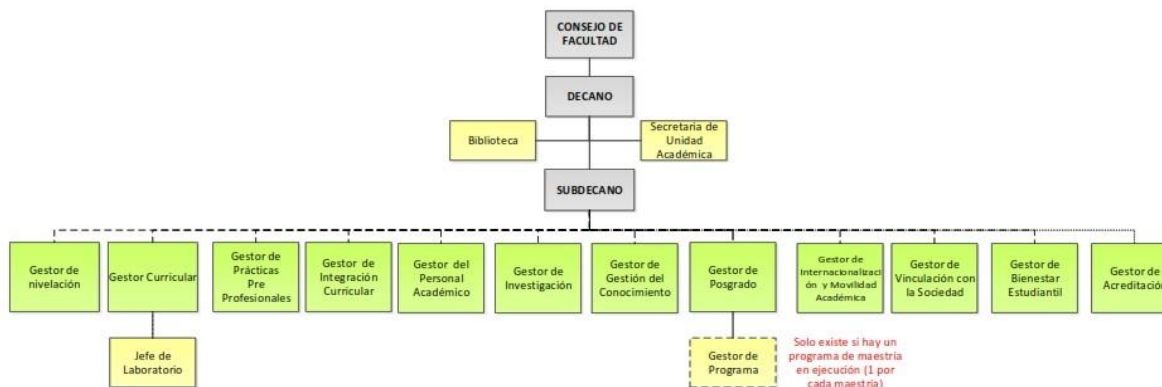 CONSEJO DE
FACULTAD
DECANO
Biblioteca
Secretaria de
Unidad
Académica
SUBDECANO
Gestor de
nivelación
Gestor Curricular
Gestor de
Prácticas
Pre
Profesionales
Gestor de
Integración
Curricular
Gestor del
Personal
Académico
Gestor de
Investigación
Gestor de
Gestión del
Conocimiento
Gestor de
Posgrado
Gestor de
Internacionalizaci
ón y Movilidad
Académica
Gestor de
Vinculación con
la Sociedad
Gestor de
Bienestar
Estudiantil
Gestor de
Acreditación
Jefe de
Laboratorio
Gestor de
Programa
Solo existe si hay un
programa de maestría
en ejecución (1 por
cada maestría)